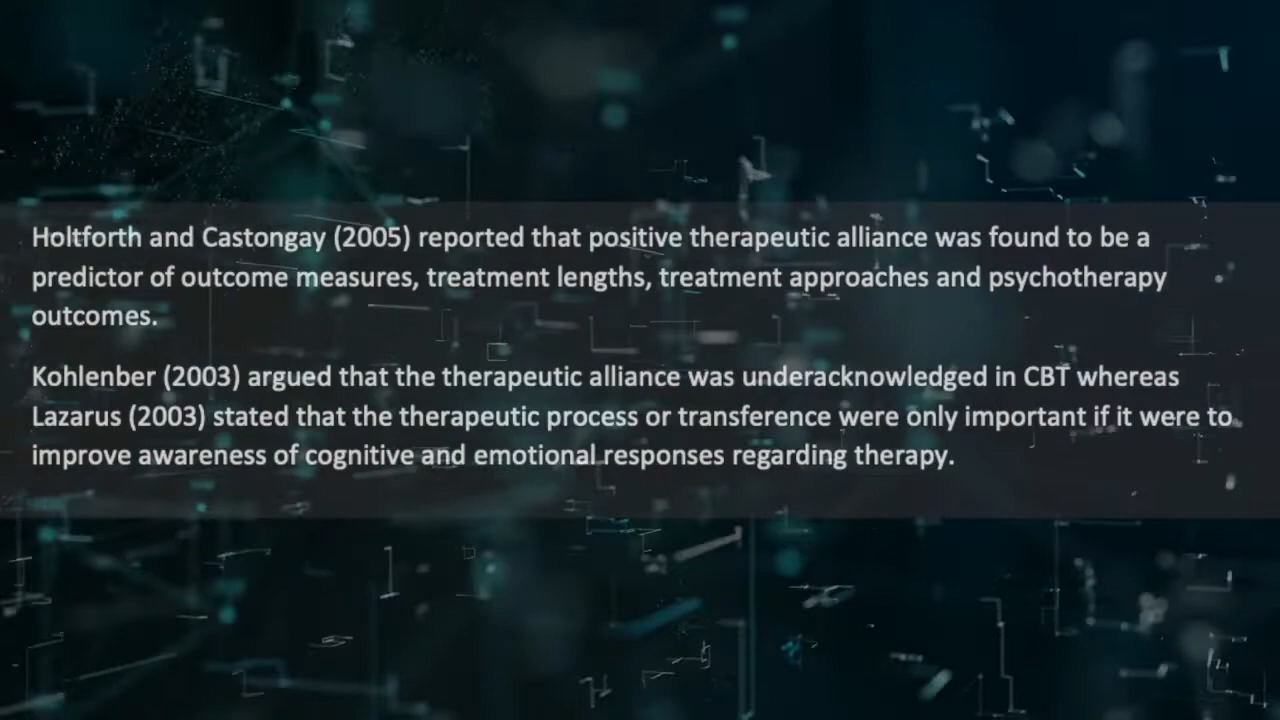 Holtforth and Castongay (2005) reported that positive therapeutic alliance was found to be a
predictor of outcome measures, treatment lengths, treatment approaches and psychotherapy
outcomes.
Kohlenber (2003) argued that the therapeutic alliance was underacknowledged in CBT whereas
Lazarus (2003) stated that the therapeutic process or transference were only important if it were to
improve awareness of cognitive and emotional responses regarding therapy.